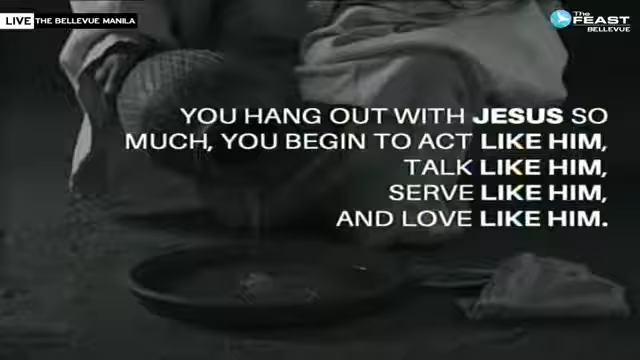 LIVE THE BELLEVUE MANILA
The
FEAST
BELLEVUE
YOU HANG OUT WITH JESUS SO
MUCH, YOU BEGIN TO ACT LIKE HIM,
TALK LIKE HIM,
SERVE LIKE HIM,
AND LOVE LIKE HIM.